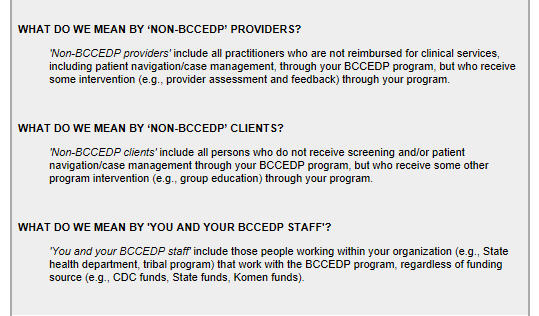 WHAT DO WE MEAN BY ‘NON-BCCEDP’ PROVIDERS?
'Non-BCCEDP providers' include all practitioners who are not reimbursed for clinical services,
including patient navigation/case management, through your BCCEDP program, but who receive
some intervention (e.g., provider assessment and feedback) through your program.
WHAT DO WE MEAN BY ‘NON-BCCEDP’ CLIENTS?
'Non-BCCEDP clients' include all persons who do not receive screening and/or patient
navigation/case management through your BCCEDP program, but who receive some other
program intervention (e.g., group education) through your program.
WHAT DO WE MEAN BY 'YOU AND YOUR BCCEDP STAFF'?
'You and your BCCEDP staff' include those people working within your organization (e.g., State
health department, tribal program) that work with the BCCEDP program, regardless of funding
source (e.g., CDC funds, State funds, Komen funds).